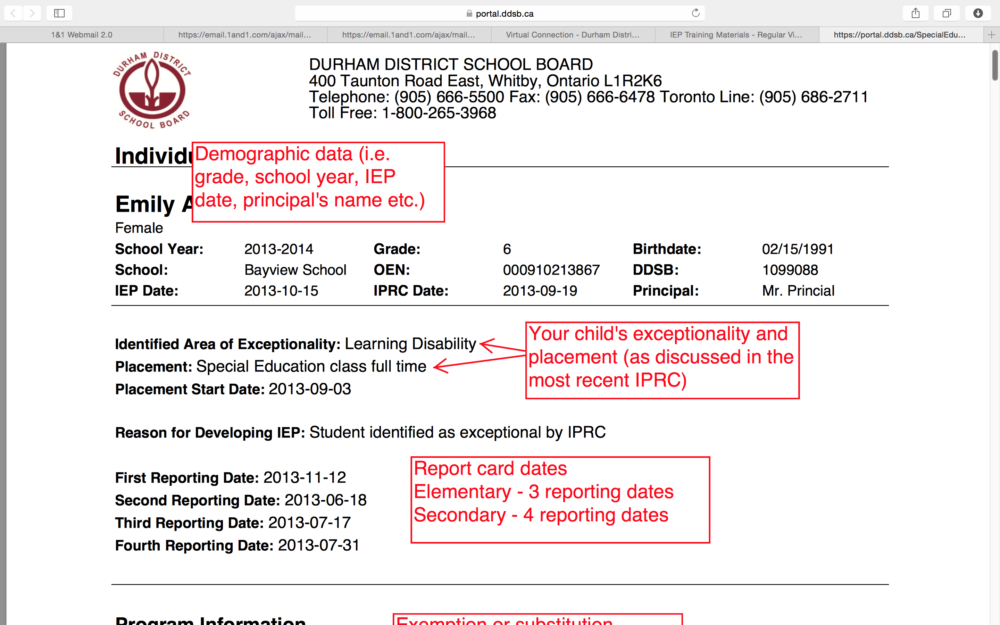 portal.ddsb.ca
1&1 Webmail 2.0
https://email.1and1.com/ajax/mail...
https://email.1and1.com/ajax/mail...
Virtual Connection - Durham Distri...
IEP Training Materials - Regular Vi...
https://portal.ddsb.ca/SpecialEdu...
DURHAM DISTRICT
SCHOOL BOARD
DURHAM DISTRICT SCHOOL BOARD
400 Taunton Road East, Whitby, Ontario L1R2K6
Telephone: (905) 666-5500 Fax: (905) 666-6478 Toronto Line: (905) 686-2711
Toll Free: 1-800-265-3968
Demographic data (i.e.
grade, school year, IEP
date, principal's name etc.)
Emily A
Female
School Year: 2013-2014 Grade: 6 Birthdate: 02/15/1991
School: Bayview School OEN: 000910213867 DDSB: 1099088
IEP Date: 2013-10-15 IPRC Date: 2013-09-19 Principal: Mr. Princial
Identified Area of Exceptionality: Learning Disability
Placement: Special Education class full time
Placement Start Date: 2013-09-03
Your child's exceptionality and
placement (as discussed in the
most recent IPRC)
Reason for Developing IEP: Student identified as exceptional by IPRC
First Reporting Date: 2013-11-12
Second Reporting Date: 2013-06-18
Third Reporting Date: 2013-07-17
Fourth Reporting Date: 2013-07-31
Report card dates
Elementary - 3 reporting dates
Secondary - 4 reporting dates
Program Information
Exemption or substitution